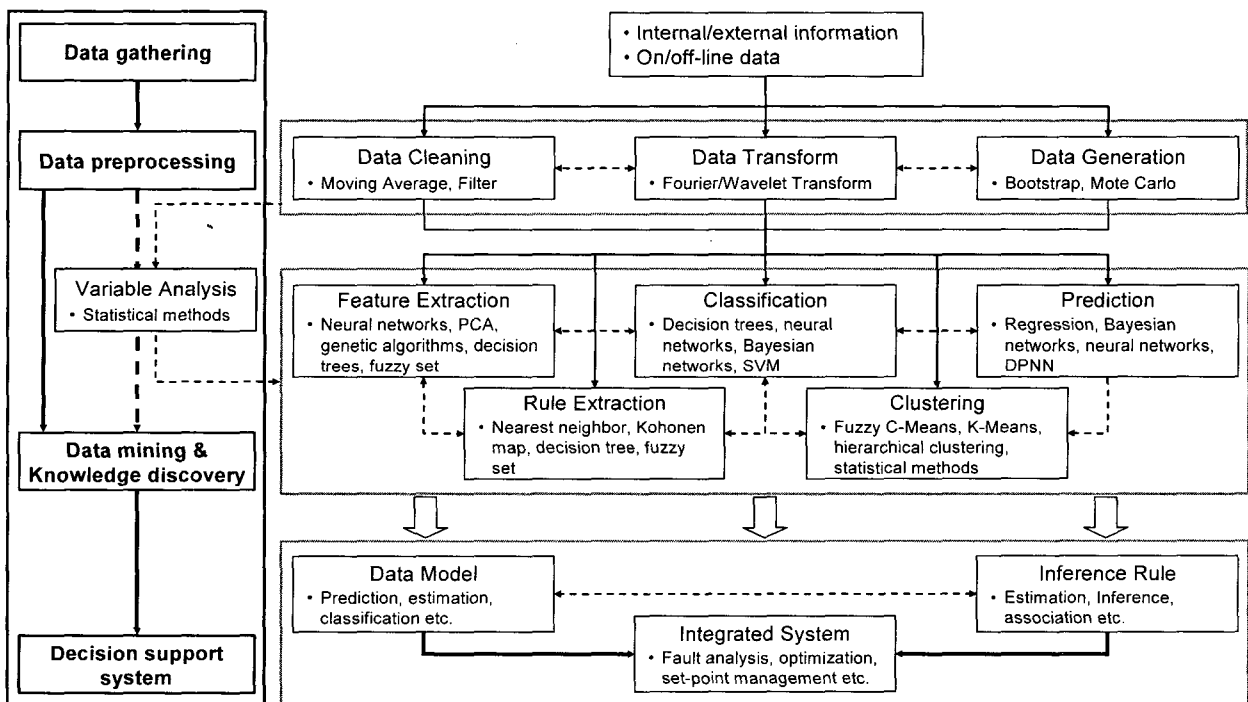 Data gathering
Data preprocessing
Variable Analysis
• Statistical methods
Data mining &
Knowledge discovery
Decision support
system
• Internal/external information
• On/off-line data
Data Cleaning
• Moving Average, Filter
Data Transform
• Fourier/Wavelet Transform
Data Generation
• Bootstrap, Mote Carlo
Feature Extraction
• Neural networks, PCA,
genetic algorithms, decision
trees, fuzzy set
Classification
• Decision trees, neural
networks, Bayesian
networks, SVM
Prediction
• Regression, Bayesian
networks, neural networks,
DPNN
Rule Extraction
• Nearest neighbor, Kohonen
map, decision tree, fuzzy
set
Clustering
• Fuzzy C-Means, K-Means,
hierarchical clustering,
statistical methods
Data Model
• Prediction, estimation,
classification etc.
Inference Rule
• Estimation, Inference,
association etc.
Integrated System
• Fault analysis, optimization,
set-point management etc.